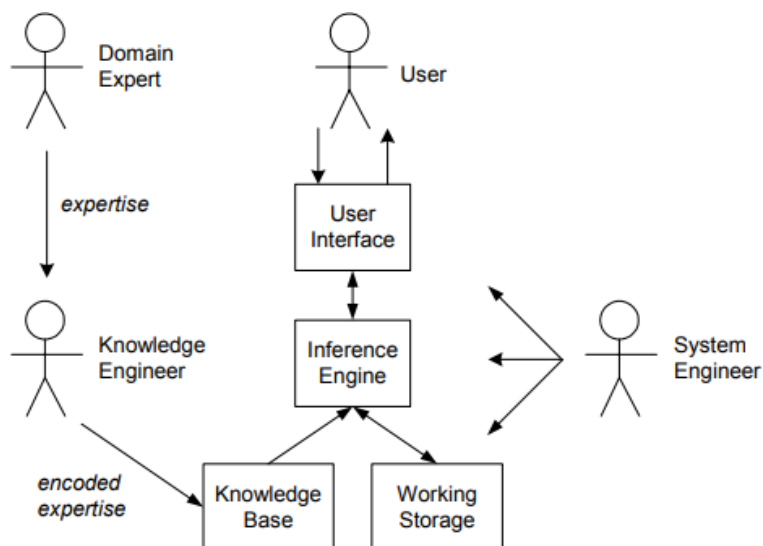 Domain
Expert
User
expertise
User
Interface
Knowledge
Engineer
Inference
Engine
System
Engineer
encoded
expertise
Knowledge
Base
Working
Storage